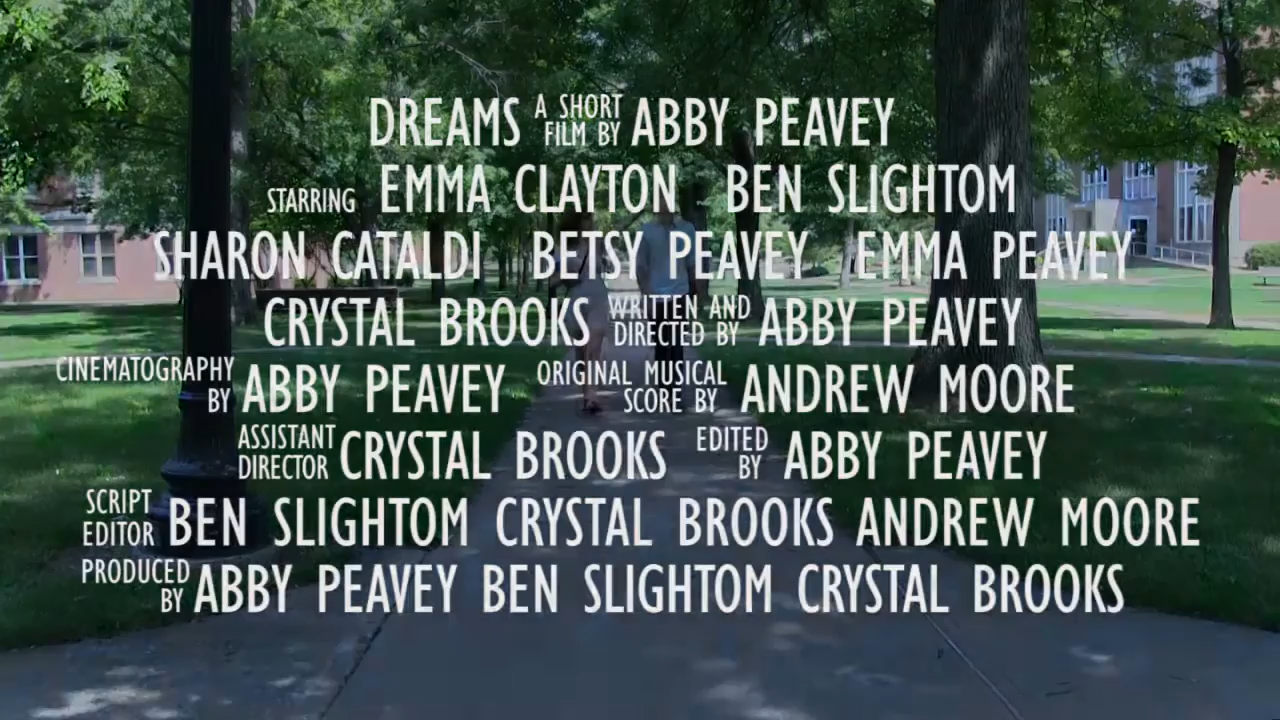 DREAMS A SHORT FILM BY ABBY PEAVEY
STARRING EMMA CLAYTON BEN SLIGHTOM
SHARON CATALDI BETSY PEAVEY EMMA PEAVEY
CRYSTAL BROOKS WRITTEN AND DIRECTED BY ABBY PEAVEY
CINEMATOGRAPHY BY ABBY PEAVEY ORIGINAL MUSICAL SCORE BY ANDREW MOORE
ASSISTANT DIRECTOR CRYSTAL BROOKS EDITED BY ABBY PEAVEY
SCRIPT EDITOR BEN SLIGHTOM CRYSTAL BROOKS ANDREW MOORE
PRODUCED BY ABBY PEAVEY BEN SLIGHTOM CRYSTAL BROOKS